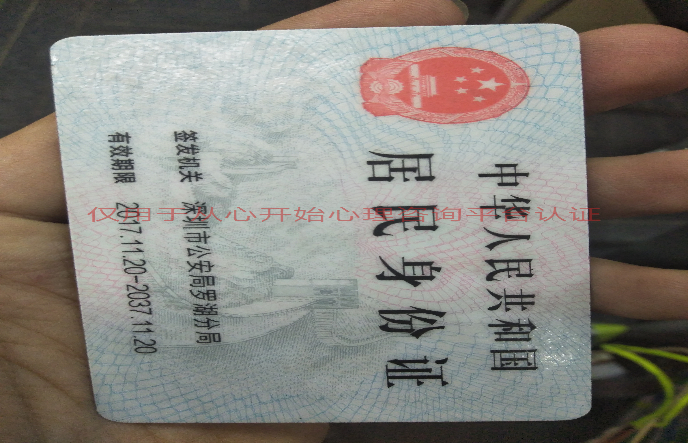 中华人民共和国
居民身份证
签发机关 深圳市公安局罗湖分局
有效期限 2017.11.20-2037.11.20
仅用于从心开始心理咨询平台认证